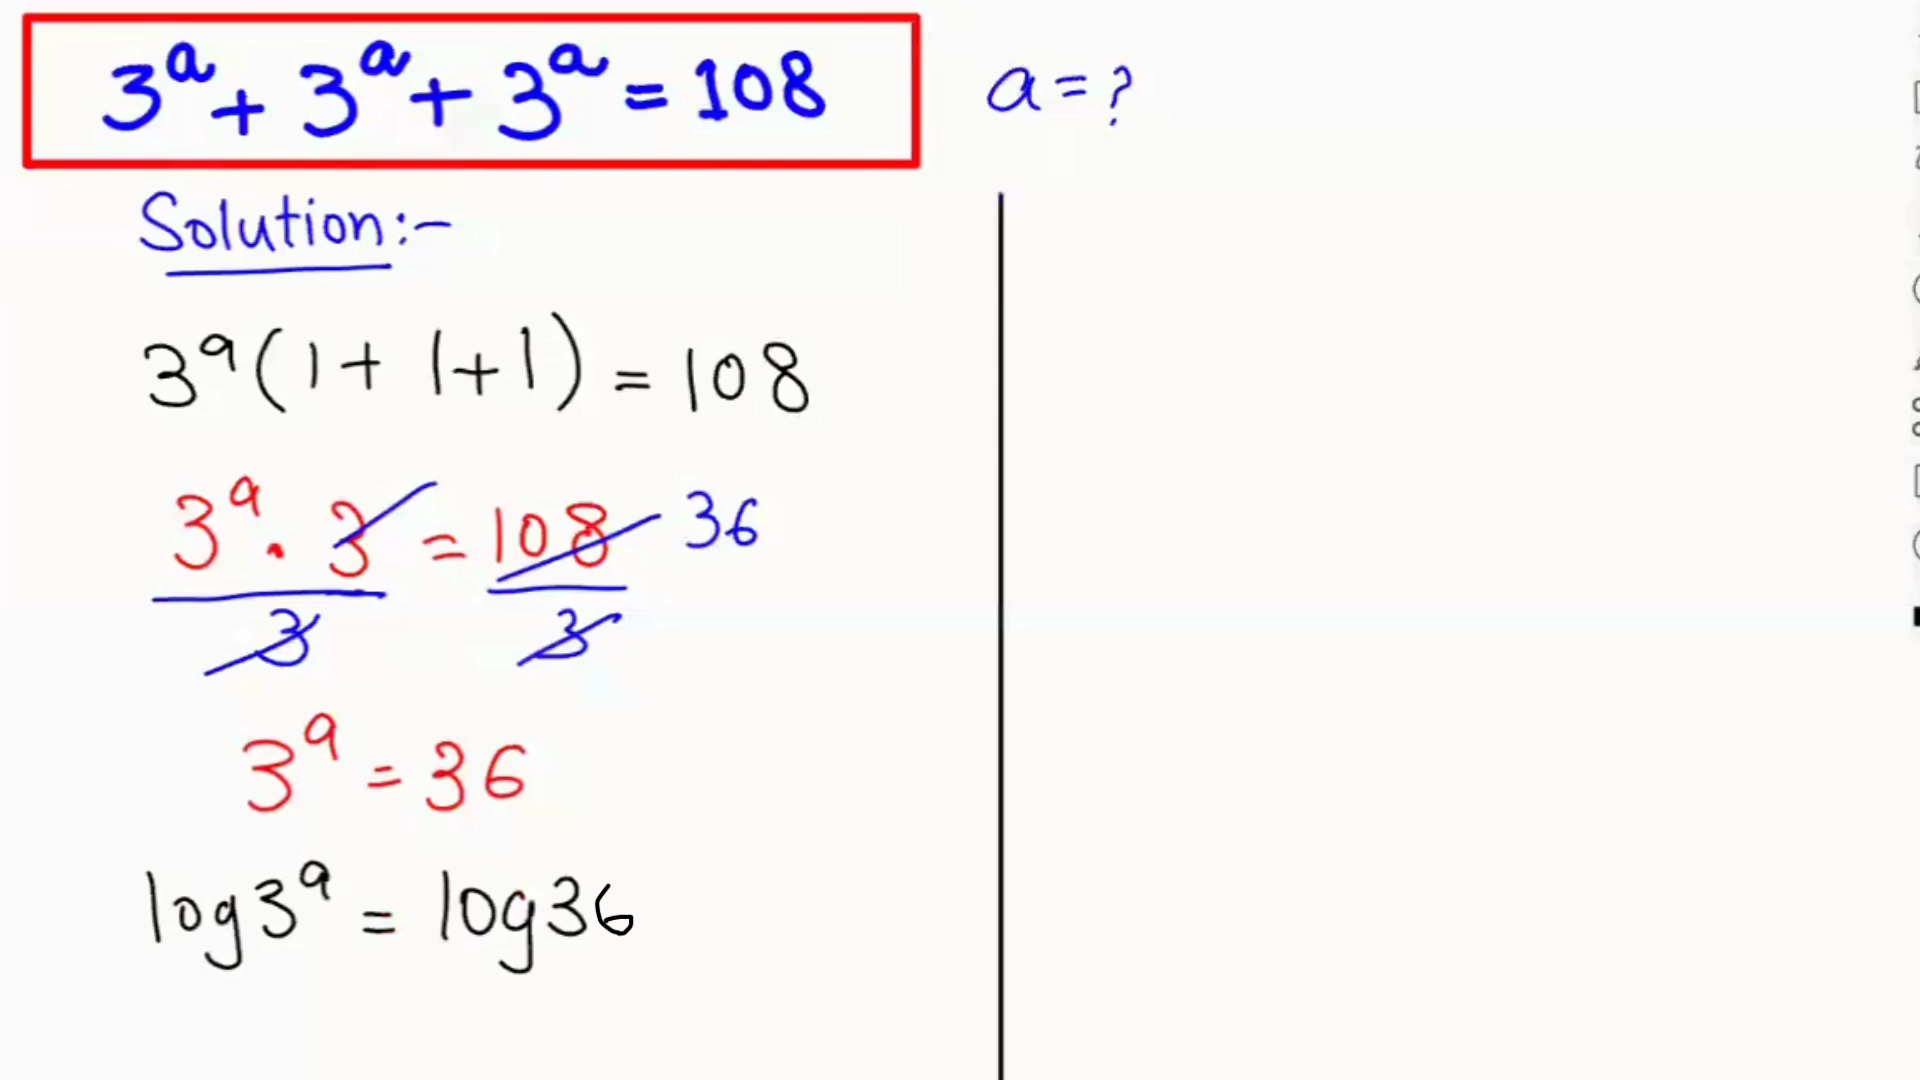 3^a + 3^a + 3^a = 108 a = ?
Solution:-
3^a (1 + 1 + 1) = 108
3^a · 3 = 108 36
3 3
3^a = 36
log 3^a = log 36